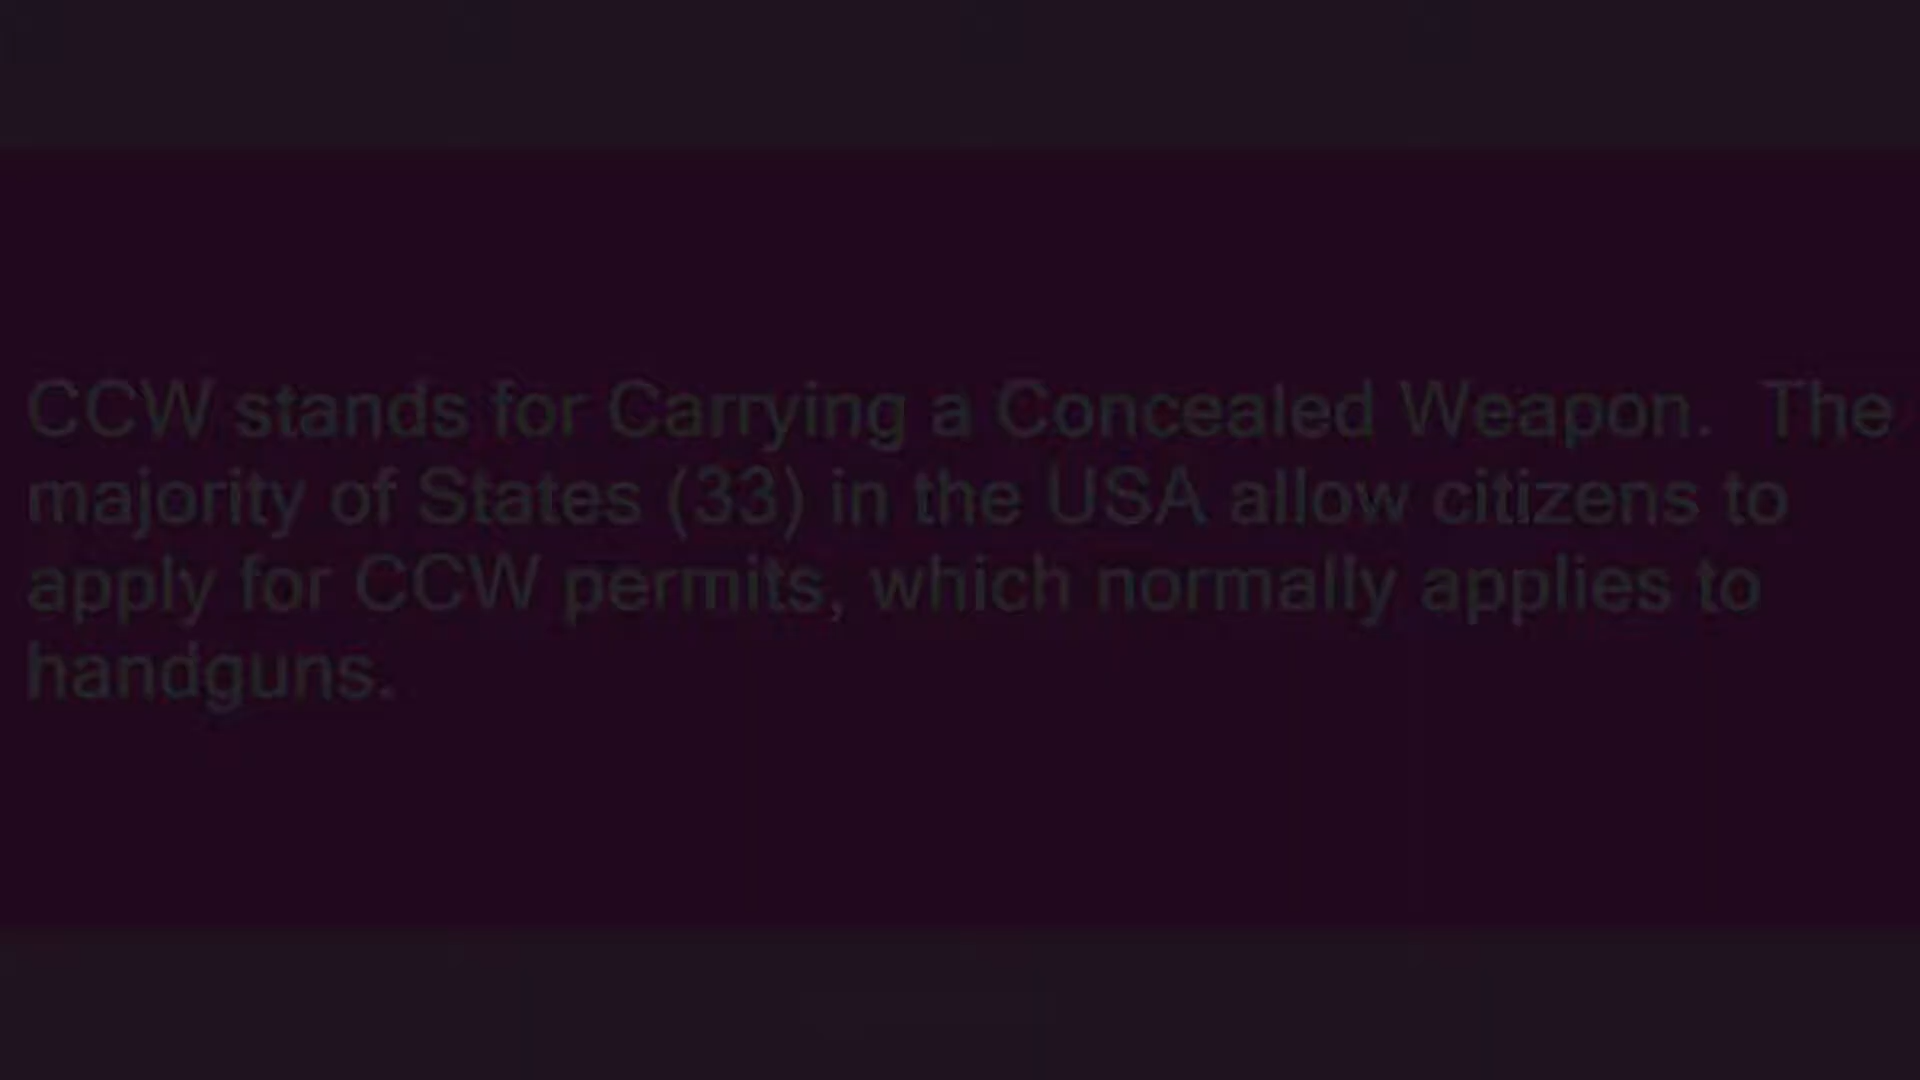 CCW stands for Carrying a Concealed Weapon.  The
majority of States (33) in the USA allow citizens to
apply for CCW permits, which normally applies to
handguns.